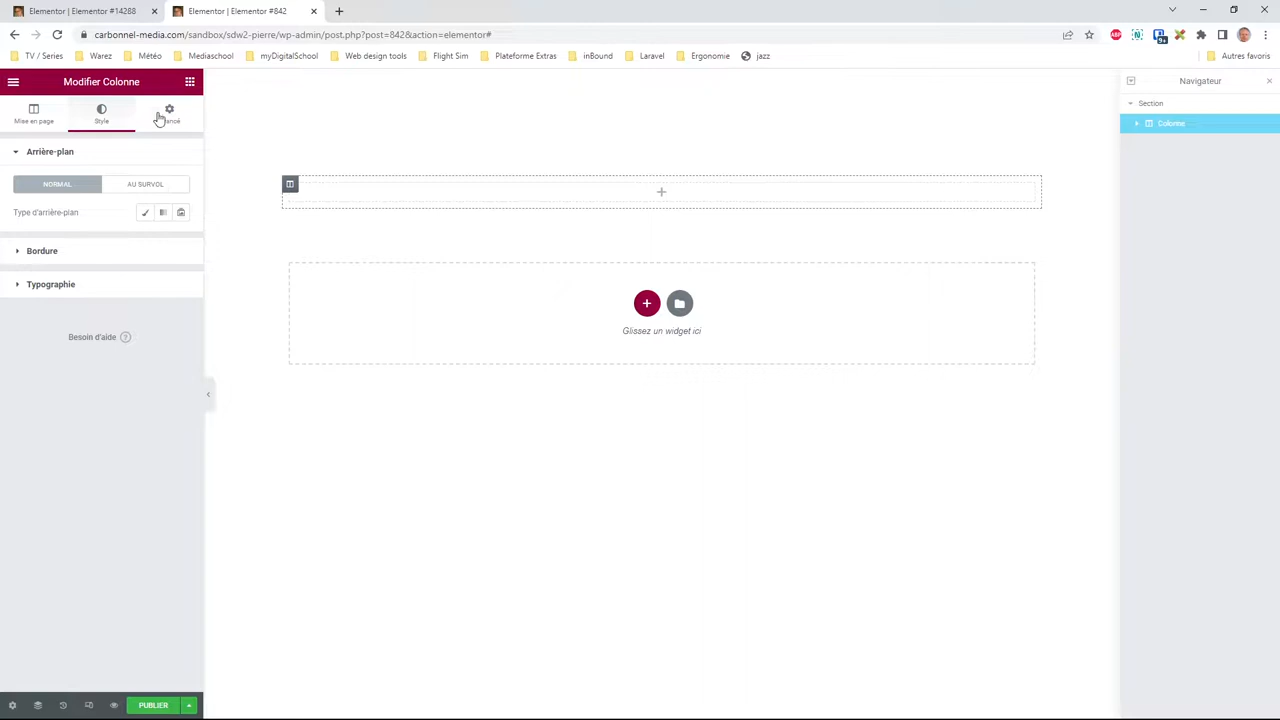 Elementor | Elementor #14288
Elementor | Elementor #842
carbonnel-media.com/sandbox/sdw2-pierre/wp-admin/post.php?post=842&action=elementor#
TV / Series
Warez
Météo
Mediaschool
myDigitalSchool
Web design tools
Flight Sim
Plateforme Extras
inBound
Laravel
Ergonomie
jazz
Autres favoris
Modifier Colonne
Navigateur
Section
Colonne
Mise en page
Style
Arrière-plan
NORMAL
AU SURVOL
Type d'arrière-plan
Bordure
Typographie
Besoin d'aide ?
Glissez un widget ici
PUBLIER